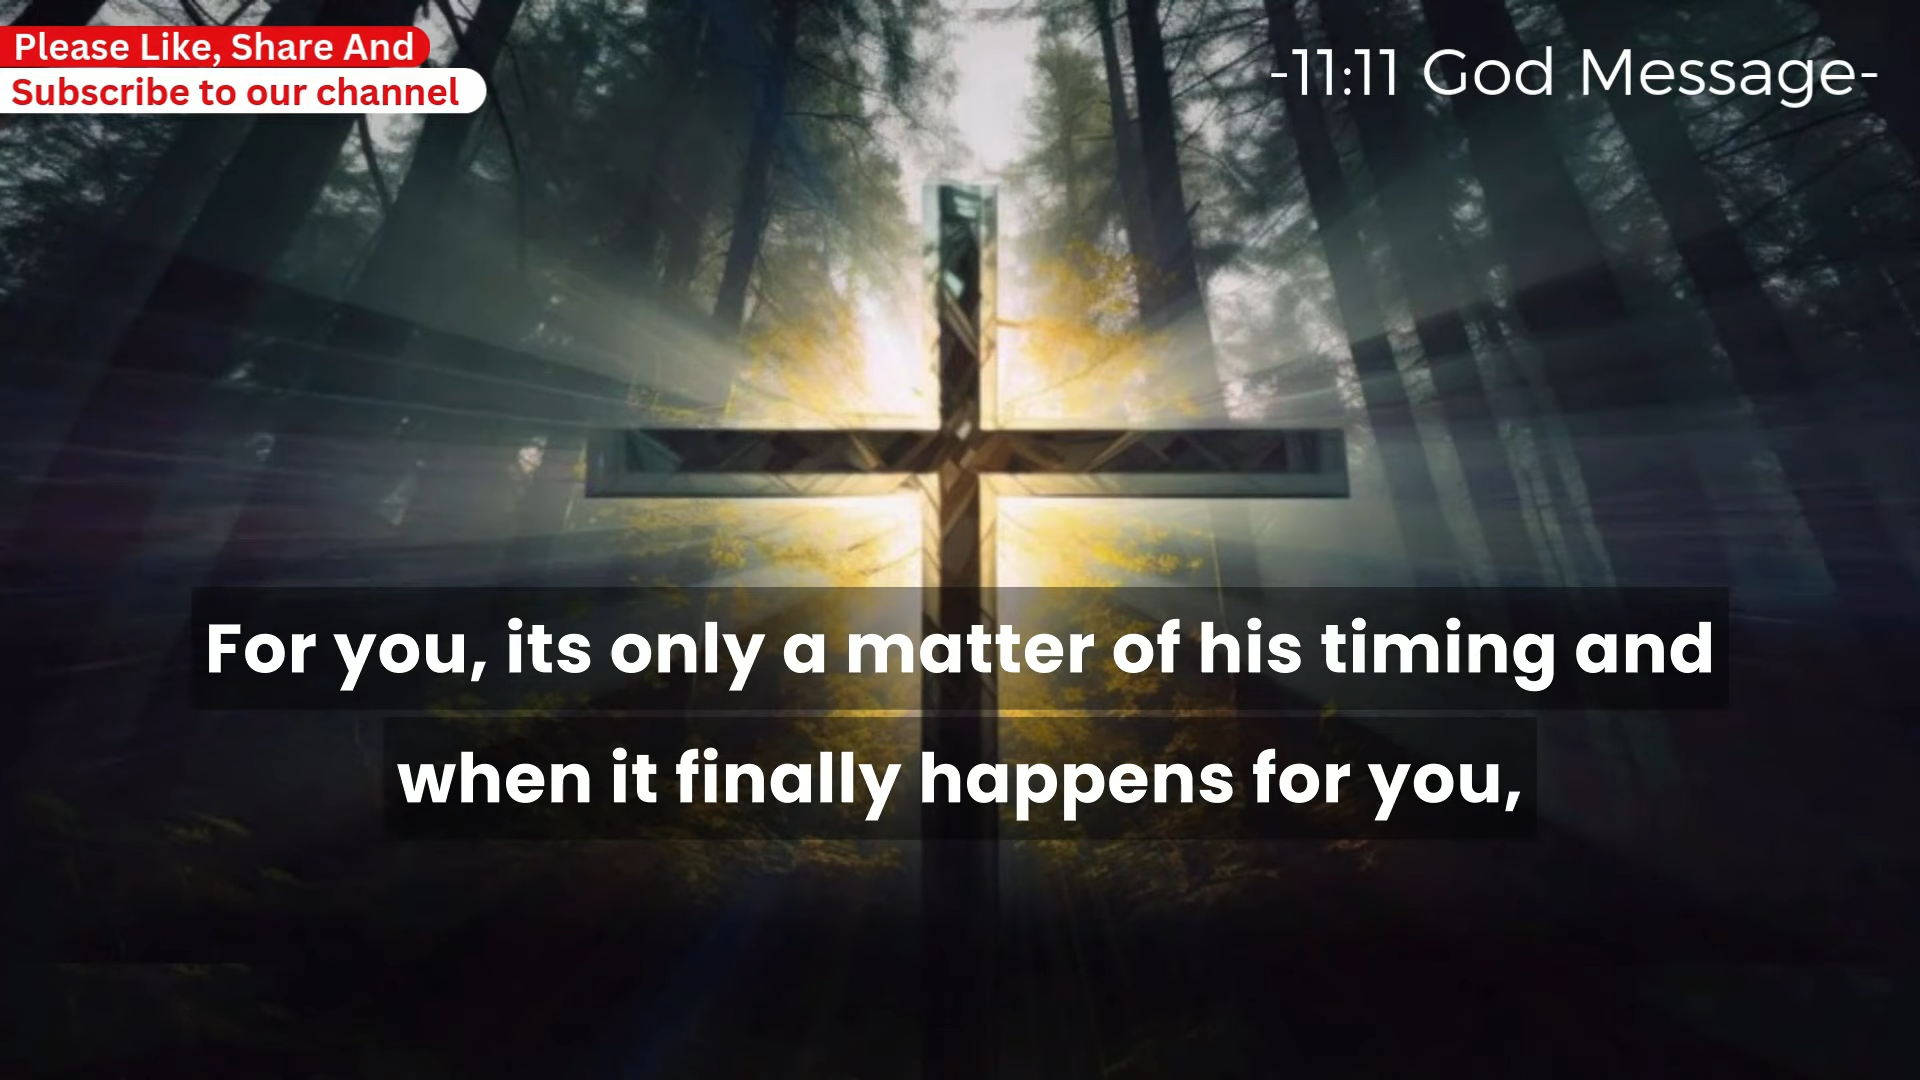 Please Like, Share And
Subscribe to our channel
-11:11 God Message-
For you, its only a matter of his timing and
when it finally happens for you,